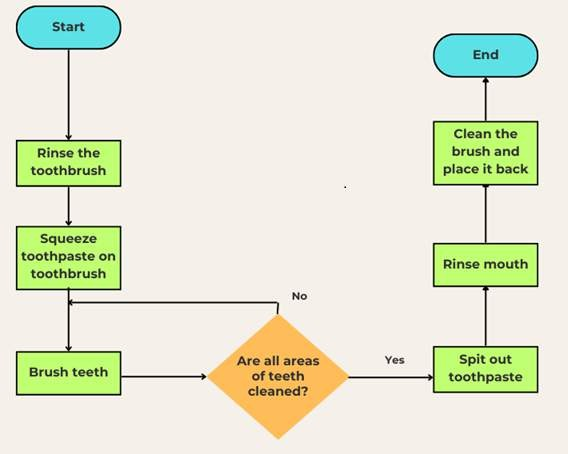 Start
Rinse the
toothbrush
Squeeze
toothpaste on
toothbrush
Brush teeth
Are all areas
of teeth
cleaned?
No
Yes
Spit out
toothpaste
Rinse mouth
Clean the
brush and
place it back
End